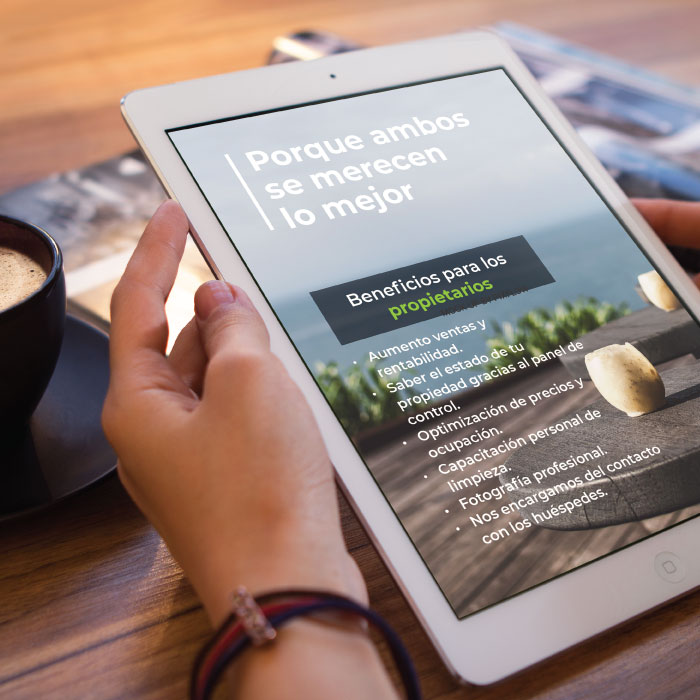 Porque ambos
se merecen
lo mejor
Beneficios para los
propietarios
• Aumento ventas y
rentabilidad.
• Saber el estado de tu
propiedad gracias al panel de
control.
• Optimización de precios y
ocupación.
• Capacitación personal de
limpieza.
• Fotografía profesional.
• Nos encargamos del contacto
con los huéspedes.